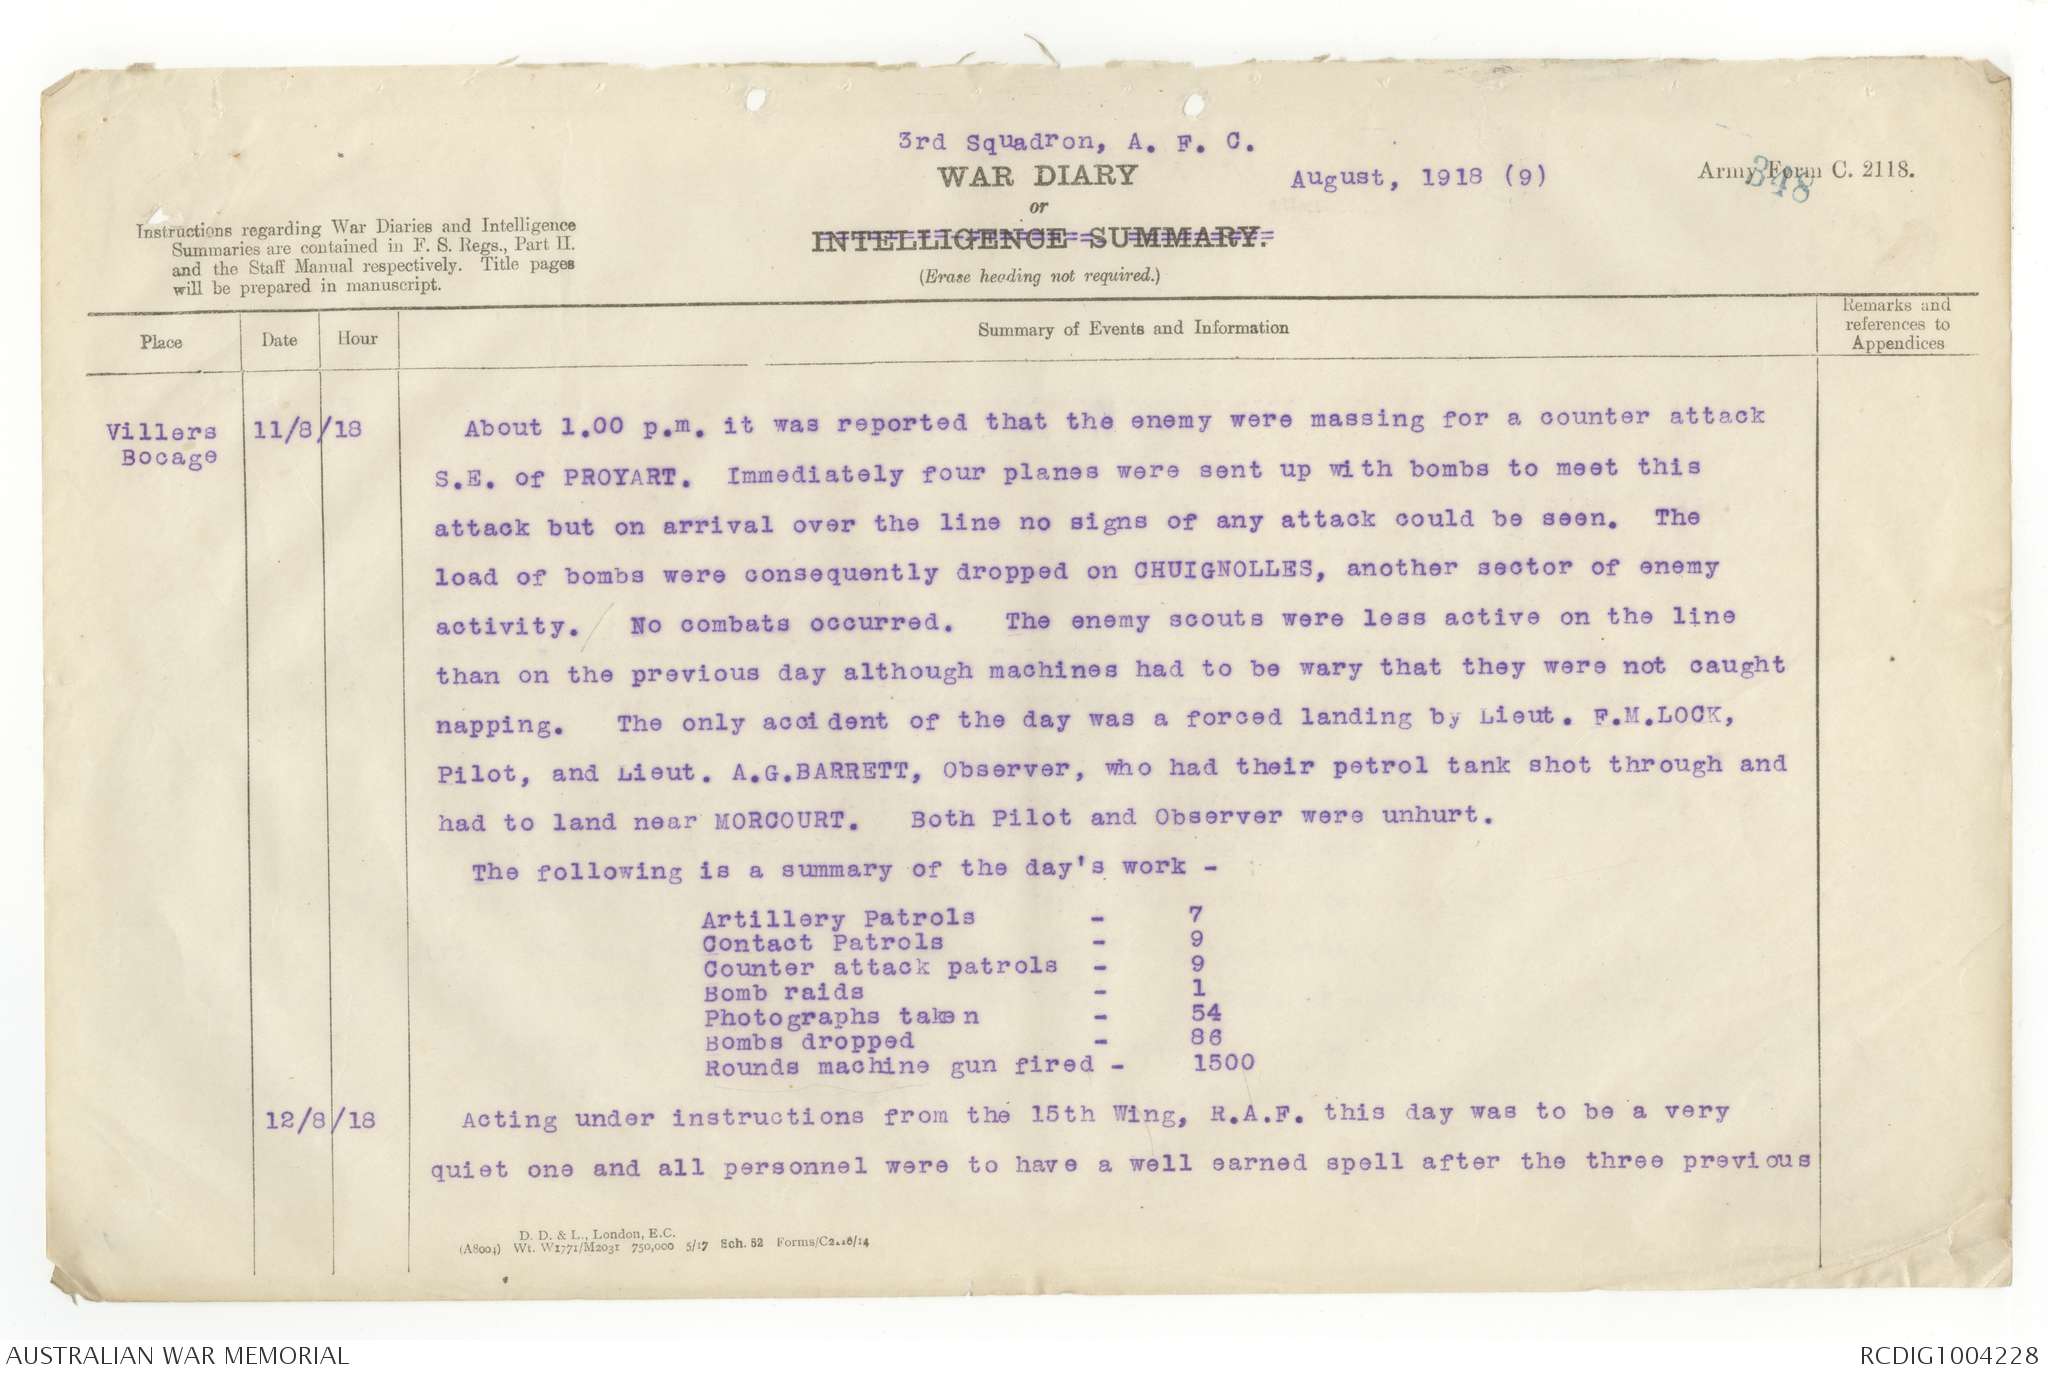 3rd Squadron, A. F. C.
WAR DIARY
August, 1918 (9)
Army Form C. 2118.
348
or
INTELLIGENCE SUMMARY.
(Erase heading not required.)
Instructions regarding War Diaries and Intelligence
Summaries are contained in F. S. Regs., Part II.
and the Staff Manual respectively. Title pages
will be prepared in manuscript.
Place
Date
Hour
Summary of Events and Information
Remarks and
references to
Appendices
Villers
Bocage
11/8/18
About 1.00 p.m. it was reported that the enemy were massing for a counter attack
S.E. of PROYART. Immediately four planes were sent up with bombs to meet this
attack but on arrival over the line no signs of any attack could be seen. The
load of bombs were consequently dropped on CHUIGNOLLES, another sector of enemy
activity. / No combats occurred. The enemy scouts were less active on the line
than on the previous day although machines had to be wary that they were not caught
napping. The only accident of the day was a forced landing by Lieut. F.M.LOCK,
Pilot, and Lieut. A.G.BARRETT, Observer, who had their petrol tank shot through and
had to land near MORCOURT. Both Pilot and Observer were unhurt.
The following is a summary of the day's work -
Artillery Patrols - 7
Contact Patrols - 9
Counter attack patrols - 9
Bomb raids - 1
Photographs taken - 54
Bombs dropped - 86
Rounds machine gun fired - 1500
12/8/18
Acting under instructions from the 15th Wing, R.A.F. this day was to be a very
quiet one and all personnel were to have a well earned spell after the three previous
D. D. & L., London, E.C.
(A8004) Wt. W1771/M2031 750,000 5/17 Sch. 52 Forms/C2118/14
AUSTRALIAN WAR MEMORIAL
RCDIG1004228